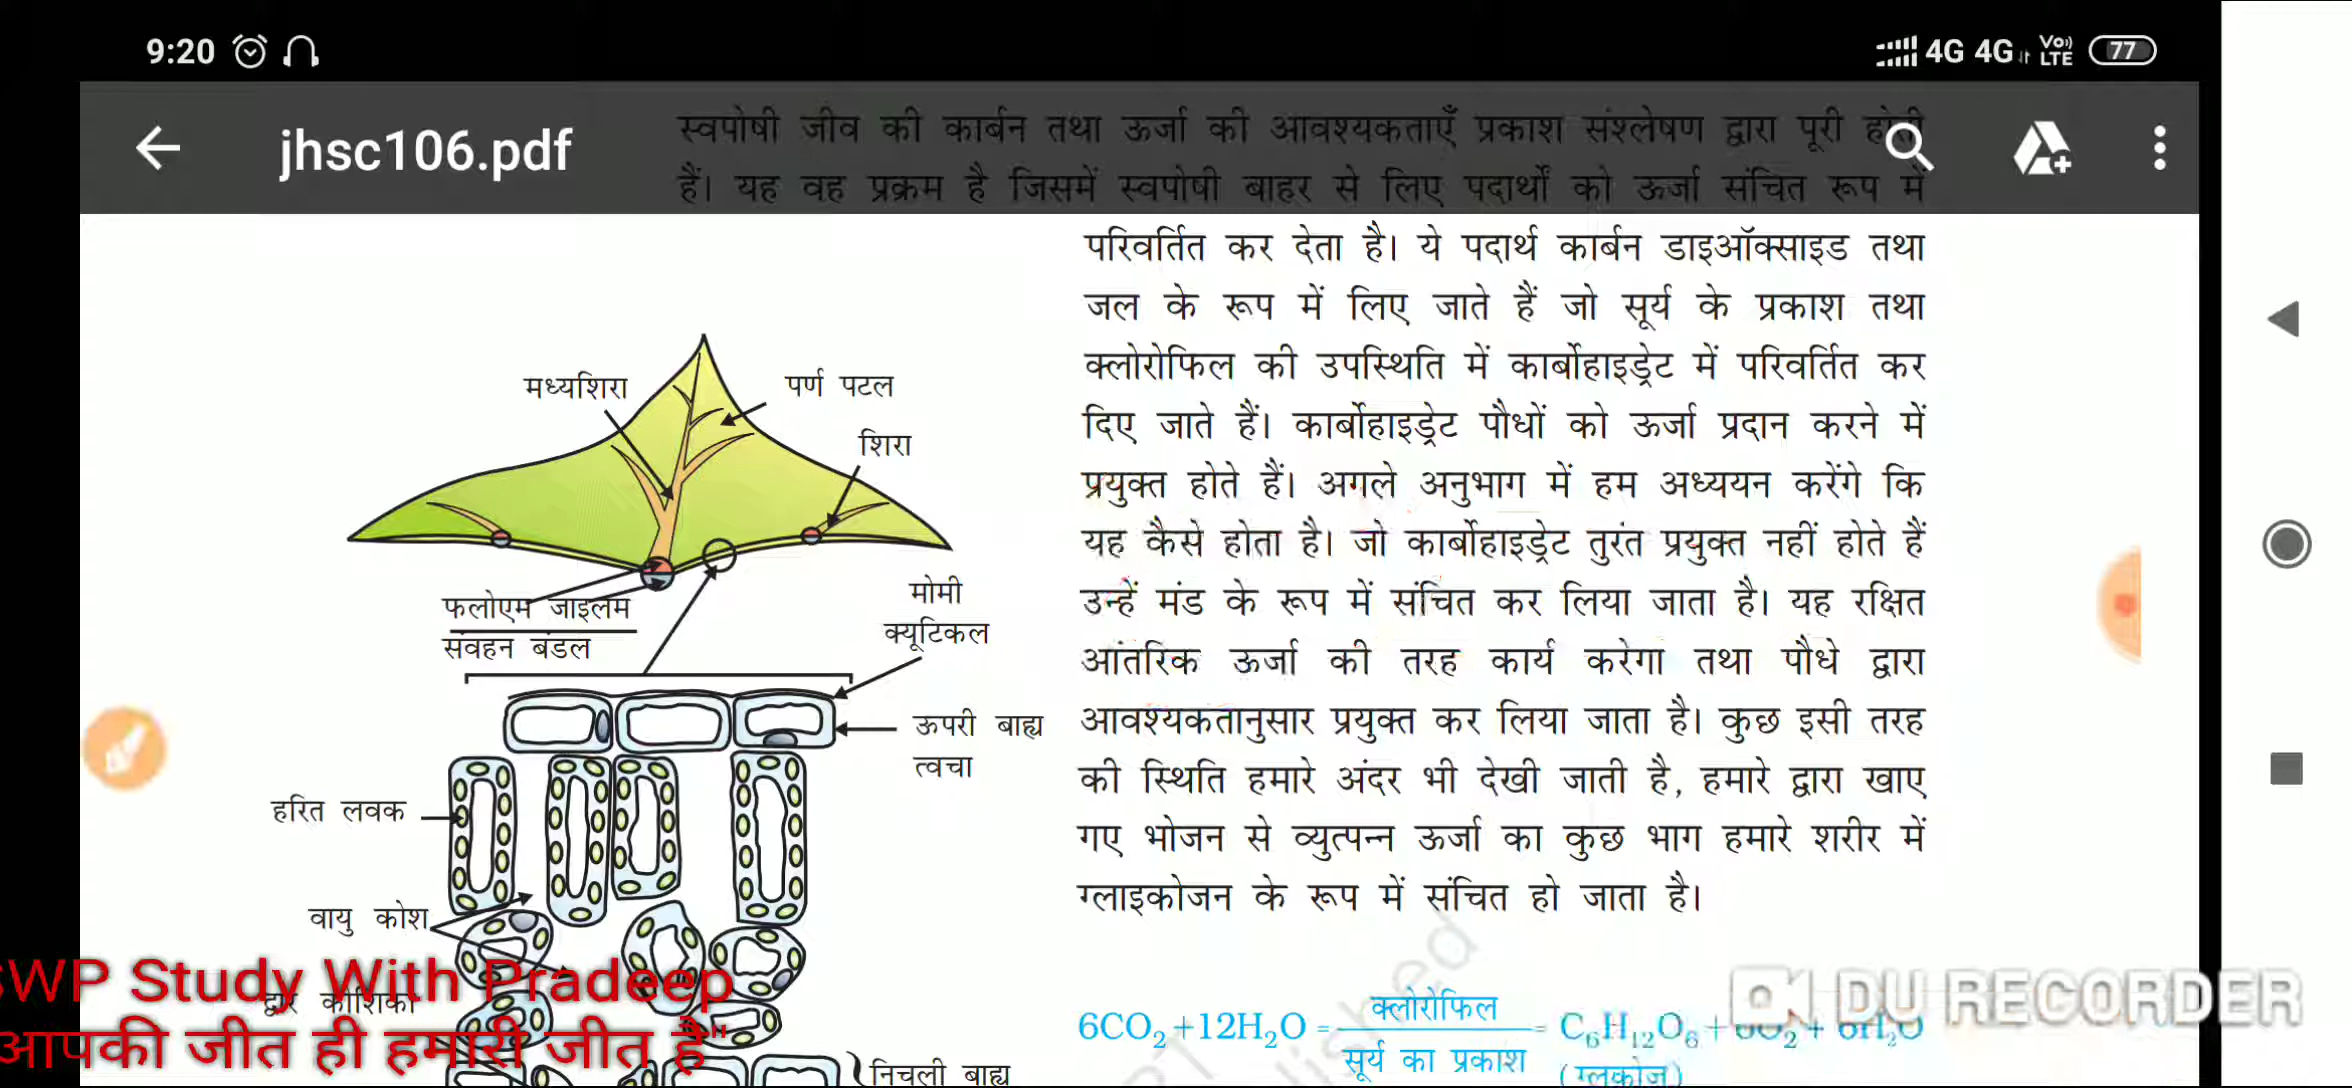 9:20
4G 4G VoLTE 77
jhsc106.pdf
स्वपोषी जीव की कार्बन तथा ऊर्जा की आवश्यकताएँ प्रकाश संश्लेषण द्वारा पूरी होती
हैं। यह वह प्रक्रम है जिसमें स्वपोषी बाहर से लिए पदार्थों को ऊर्जा संचित रूप में
परिवर्तित कर देता है। ये पदार्थ कार्बन डाइऑक्साइड तथा
जल के रूप में लिए जाते हैं जो सूर्य के प्रकाश तथा
क्लोरोफिल की उपस्थिति में कार्बोहाइड्रेट में परिवर्तित कर
दिए जाते हैं। कार्बोहाइड्रेट पौधों को ऊर्जा प्रदान करने में
प्रयुक्त होते हैं। अगले अनुभाग में हम अध्ययन करेंगे कि
यह कैसे होता है। जो कार्बोहाइड्रेट तुरंत प्रयुक्त नहीं होते हैं
उन्हें मंड के रूप में संचित कर लिया जाता है। यह रक्षित
आंतरिक ऊर्जा की तरह कार्य करेगा तथा पौधे द्वारा
आवश्यकतानुसार प्रयुक्त कर लिया जाता है। कुछ इसी तरह
की स्थिति हमारे अंदर भी देखी जाती है, हमारे द्वारा खाए
गए भोजन से व्युत्पन्न ऊर्जा का कुछ भाग हमारे शरीर में
ग्लाइकोजन के रूप में संचित हो जाता है।
मध्यशिरा
पर्ण पटल
शिरा
फलोएम जाइलम
संवहन बंडल
मोमी
क्यूटिकल
ऊपरी बाह्य
त्वचा
हरित लवक
वायु कोश
द्वार कोशिका
निचली बाह्य
SWP Study With Pradeep
आपकी जीत ही हमारी जीत है"
क्लोरोफिल
6CO₂+12H₂O = = C₆H₁₂O₆+6O₂+6H₂O
सूर्य का प्रकाश
(ग्लूकोज)
DU RECORDER